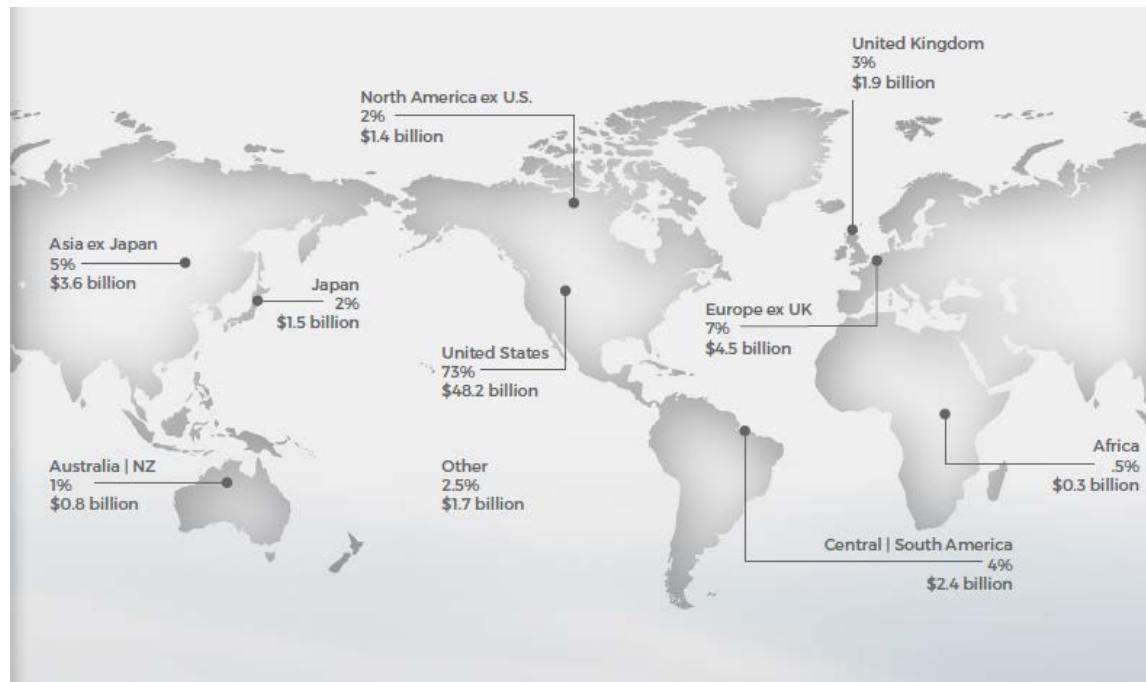 United Kingdom
3%
$1.9 billion
North America ex U.S.
2%
$1.4 billion
Asia ex Japan
5%
$3.6 billion
Japan
2%
$1.5 billion
Europe ex UK
7%
$4.5 billion
United States
73%
$48.2 billion
Australia | NZ
1%
$0.8 billion
Other
2.5%
$1.7 billion
Africa
.5%
$0.3 billion
Central | South America
4%
$2.4 billion